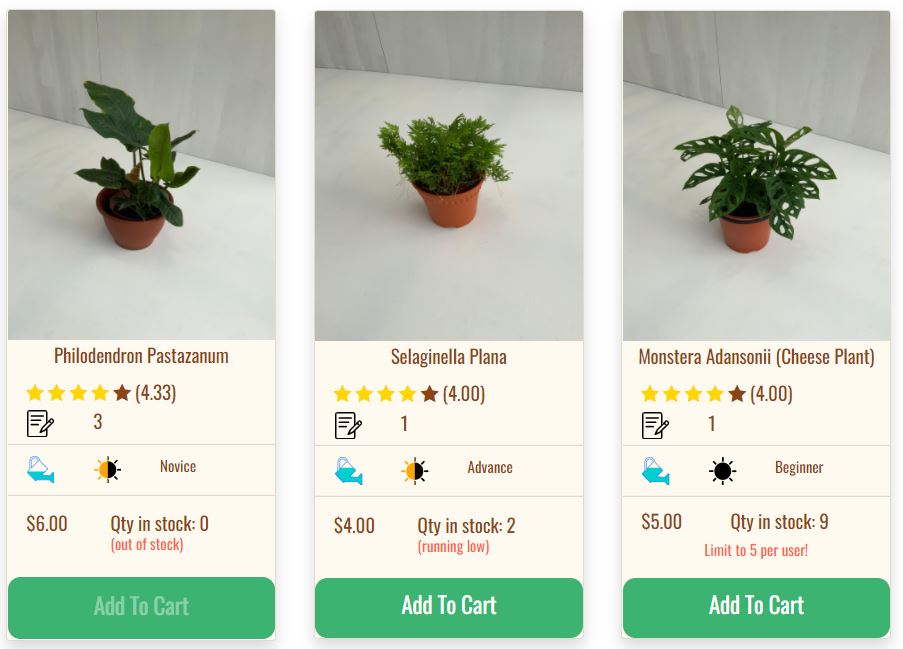 Philodendron Pastazanum
(4.33)
3
Novice
$6.00 Qty in stock: 0
(out of stock)
Add To Cart
Selaginella Plana
(4.00)
1
Advance
$4.00 Qty in stock: 2
(running low)
Add To Cart
Monstera Adansonii (Cheese Plant)
(4.00)
1
Beginner
$5.00 Qty in stock: 9
Limit to 5 per user!
Add To Cart